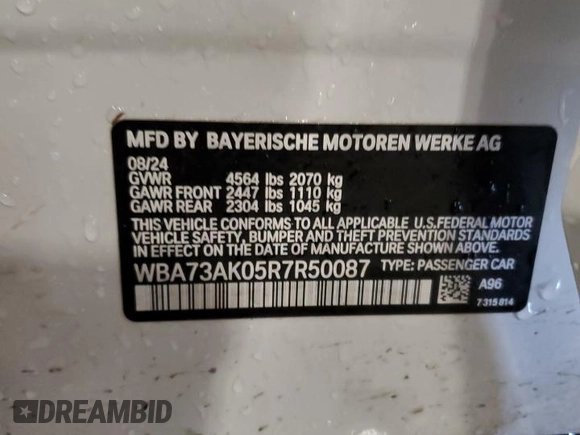 MFD BY BAYERISCHE MOTOREN WERKE AG
08/24
GVWR 4564 lbs 2070 kg
GAWR FRONT 2447 lbs 1110 kg
GAWR REAR 2304 lbs 1045 kg
THIS VEHICLE CONFORMS TO ALL APPLICABLE U.S.FEDERAL MOTOR
VEHICLE SAFETY, BUMPER AND THEFT PREVENTION STANDARDS
IN EFFECT ON THE DATE OF MANUFACTURE SHOWN ABOVE.
WBA73AK05R7R50087 TYPE: PASSENGER CAR
A96
7 315 814
DREAMBID